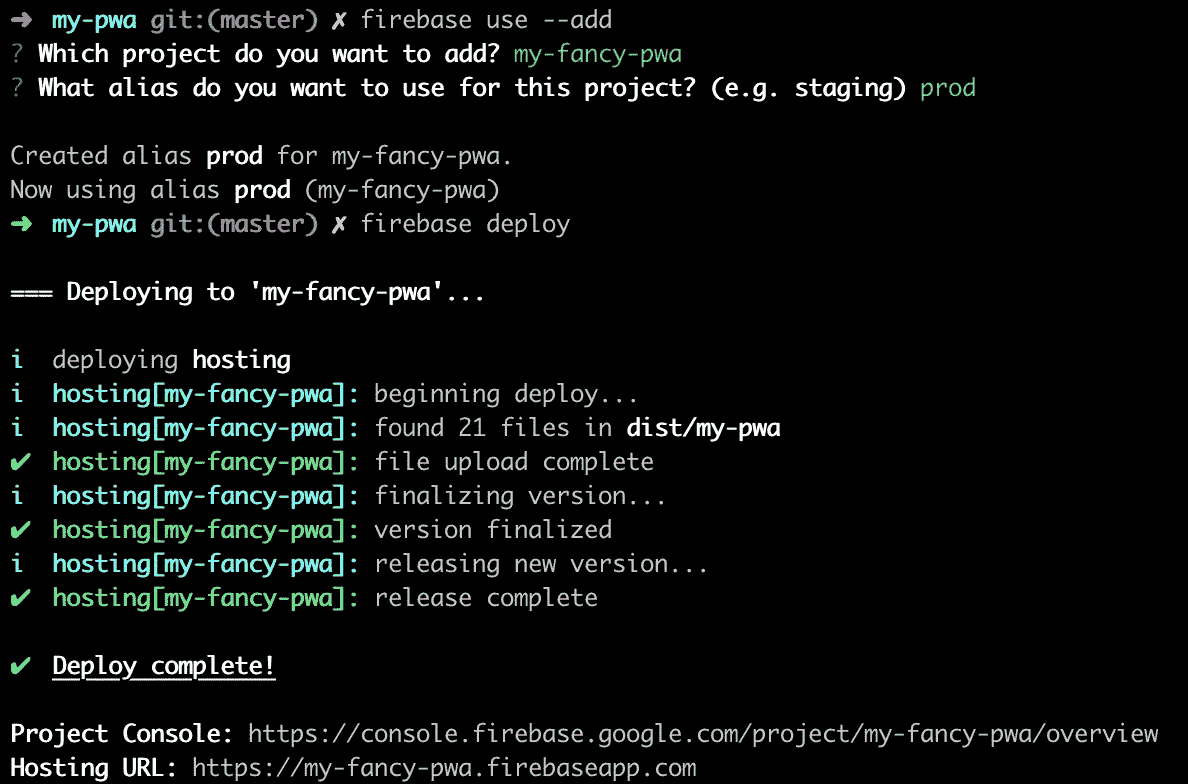 ➜ my-pwa git:(master) ✗ firebase use --add
? Which project do you want to add? my-fancy-pwa
? What alias do you want to use for this project? (e.g. staging) prod
Created alias prod for my-fancy-pwa.
Now using alias prod (my-fancy-pwa)
➜ my-pwa git:(master) ✗ firebase deploy
=== Deploying to 'my-fancy-pwa'...
i deploying hosting
i hosting[my-fancy-pwa]: beginning deploy...
i hosting[my-fancy-pwa]: found 21 files in dist/my-pwa
✔ hosting[my-fancy-pwa]: file upload complete
i hosting[my-fancy-pwa]: finalizing version...
✔ hosting[my-fancy-pwa]: version finalized
i hosting[my-fancy-pwa]: releasing new version...
✔ hosting[my-fancy-pwa]: release complete
✔ Deploy complete!
Project Console: https://console.firebase.google.com/project/my-fancy-pwa/overview
Hosting URL: https://my-fancy-pwa.firebaseapp.com